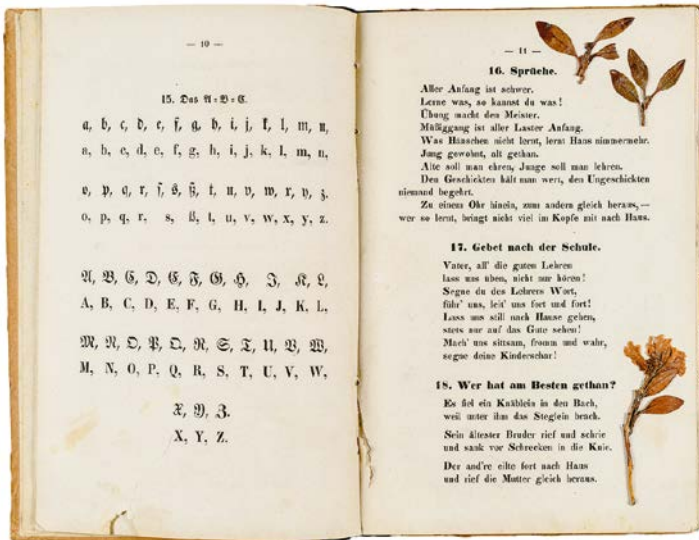 — 10 —
15. Das A=B=C.
a, b, c, d, e, f, g, h, i, j, k, l, m, n,
a, b, c, d, e, f, g, h, i, j, k, l, m, n,
o, p, q, r, ſ, s, ß, t, u, v, w, x, y, z.
o, p, q, r, s, ß, t, u, v, w, x, y, z.
A, B, C, D, E, F, G, H, I, J, K, L,
A, B, C, D, E, F, G, H, I, J, K, L,
M, N, O, P, Q, R, S, T, U, V, W,
M, N, O, P, Q, R, S, T, U, V, W,
X, Y, Z.
X, Y, Z.
— 11 —
16. Sprüche.
Aller Anfang ist schwer.
Lerne was, so kannst du was!
Übung macht den Meister.
Müßiggang ist aller Laster Anfang.
Was Hänschen nicht lernt, lernt Hans nimmermehr.
Jung gewohnt, alt gethan.
Alte soll man ehren, Junge soll man lehren.
Den Geschickten hält man wert, den Ungeschickten
niemand begehrt.
Zu einem Ohr hinein, zum andern gleich heraus, —
wer so lernt, bringt nicht viel im Kopfe mit nach Haus.
17. Gebet nach der Schule.
Vater, all' die guten Lehren
lass uns üben, nicht nur hören!
Segne du des Lehrers Wort,
führ' uns, leit' uns fort und fort!
Lass uns still nach Hause gehen,
stets nur auf das Gute sehen!
Mach' uns sittsam, fromm und wahr,
segne deine Kinderschar!
18. Wer hat am Besten gethan?
Es fiel ein Knäblein in den Bach,
weil unter ihm das Steglein brach.
Sein ältester Bruder rief und schrie
und sank vor Schrecken in die Knie.
Der and're eilte fort nach Haus
und rief die Mutter gleich heraus.